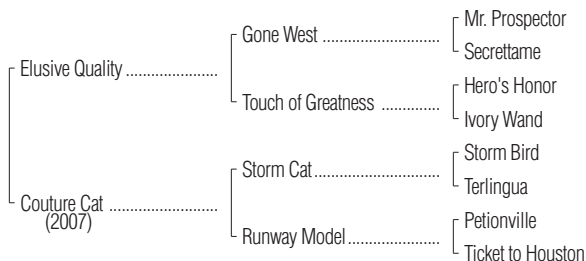 Mr. Prospector
Gone West
Secrettame
Elusive Quality
Hero's Honor
Touch of Greatness
Ivory Wand
Storm Bird
Storm Cat
Terlingua
Couture Cat
(2007)
Petionville
Runway Model
Ticket to Houston